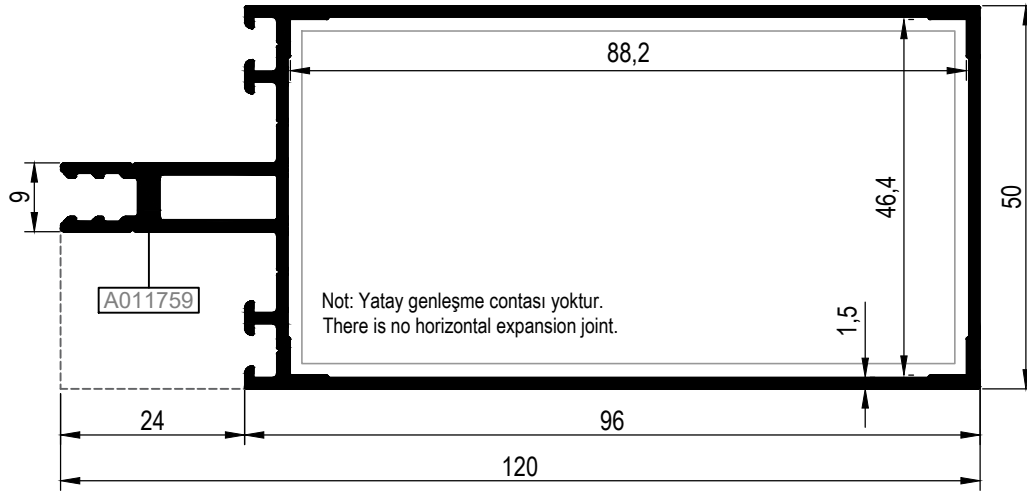 88,2
9
46,4
50
A011759
Not: Yatay genleşme contası yoktur.
There is no horizontal expansion joint.
1,5
24
96
120